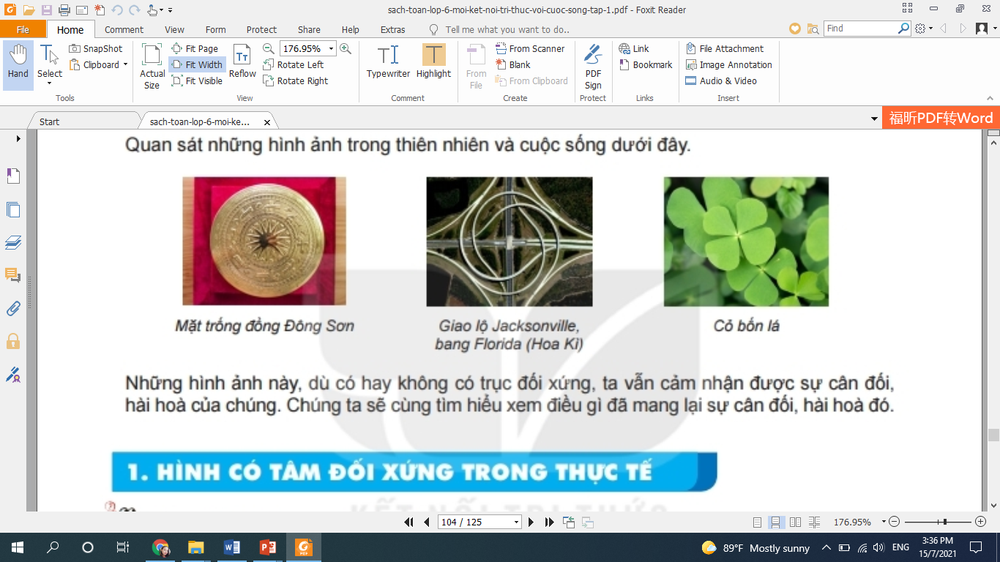 sach-toan-lop-6-moi-ket-noi-tri-thuc-voi-cuoc-song-tap-1.pdf - Foxit Reader
File Home Comment View Form Protect Share Help Extras Tell me what you want to do.. Find
Hand
Select
SnapShot
Clipboard
Tools
Actual Size
Fit Page
Fit Width
Fit Visible
Reflow
176.95%
Rotate Left
Rotate Right
View
Typewriter
Highlight
Comment
From File
From Scanner
Blank
From Clipboard
Create
PDF Sign
Protect
Link
Bookmark
Links
File Attachment
Image Annotation
Audio & Video
Insert
Start sach-toan-lop-6-moi-ke... 福昕PDF转Word
Quan sát những hình ảnh trong thiên nhiên và cuộc sống dưới đây.
Mặt trống đồng Đông Sơn
Giao lộ Jacksonville,
bang Florida (Hoa Kì)
Cỏ bốn lá
Những hình ảnh này, dù có hay không có trục đối xứng, ta vẫn cảm nhận được sự cân đối,
hài hoà của chúng. Chúng ta sẽ cùng tìm hiểu xem điều gì đã mang lại sự cân đối, hài hoà đó.
1. HÌNH CÓ TÂM ĐỐI XỨNG TRONG THỰC TẾ
KẾT NỐI TRI THỨC
104 / 125 176.95%
89°F Mostly sunny ENG 3:36 PM
15/7/2021